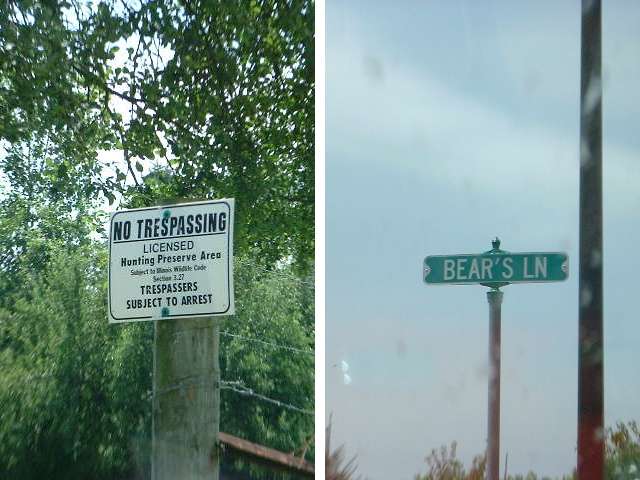 NO TRESPASSING
LICENSED
Hunting Preserve Area
Subject to Illinois Wildlife Code
Section 3.27
TRESPASSERS
SUBJECT TO ARREST
BEAR'S LN